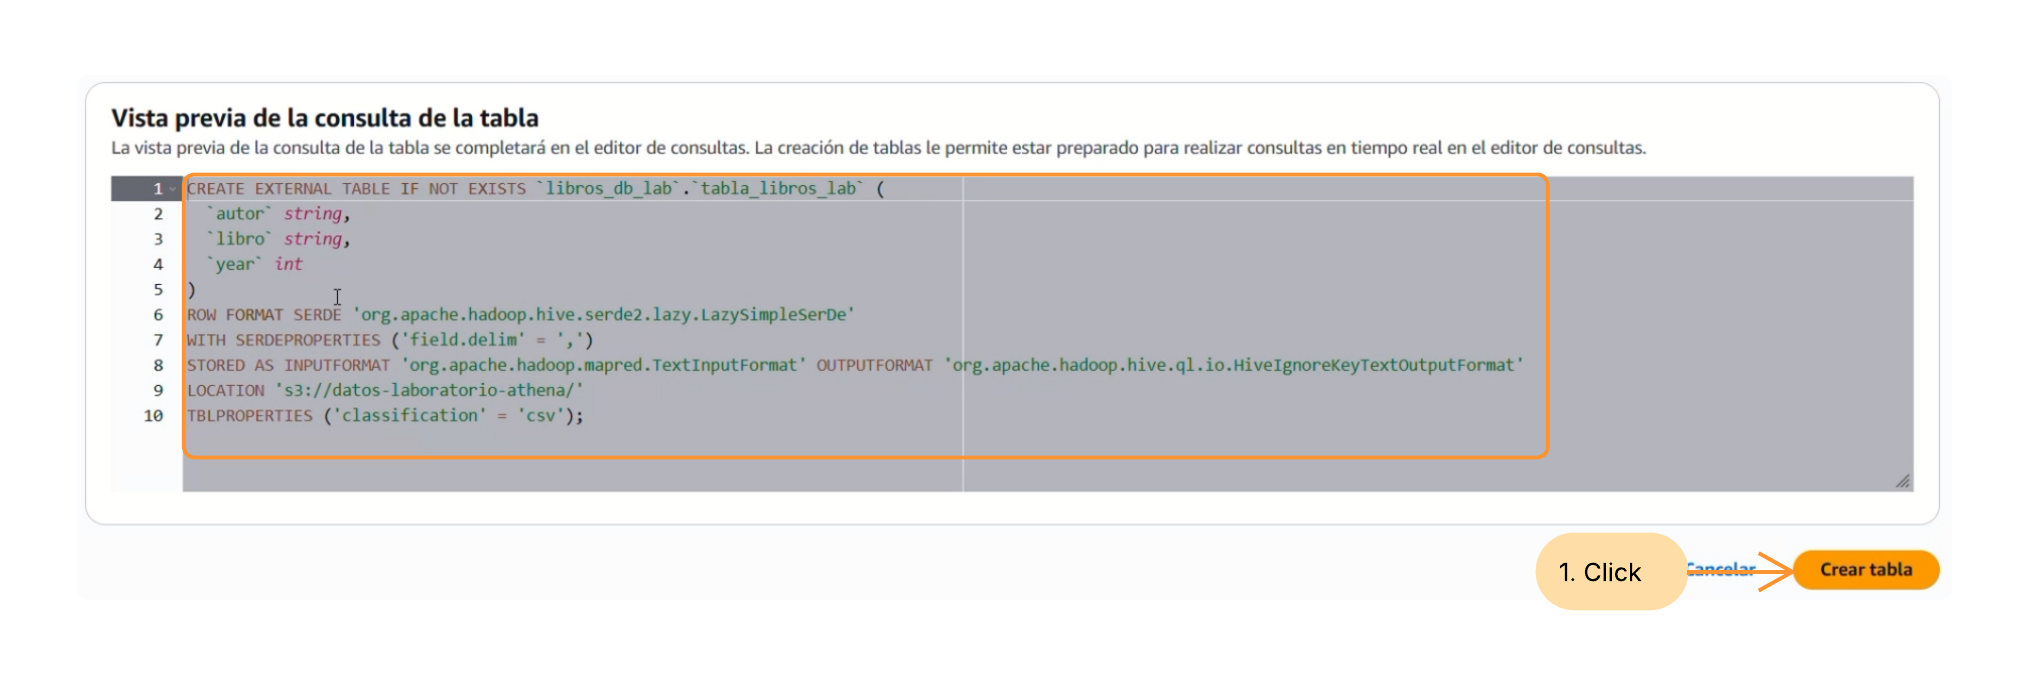 Vista previa de la consulta de la tabla
La vista previa de la consulta de la tabla se completará en el editor de consultas. La creación de tablas le permite estar preparado para realizar consultas en tiempo real en el editor de consultas.
1 CREATE EXTERNAL TABLE IF NOT EXISTS `libros_db_lab`.`tabla_libros_lab` (
2 `autor` string,
3 `libro` string,
4 `year` int
5 )
6 ROW FORMAT SERDE 'org.apache.hadoop.hive.serde2.lazy.LazySimpleSerDe'
7 WITH SERDEPROPERTIES ('field.delim' = ',')
8 STORED AS INPUTFORMAT 'org.apache.hadoop.mapred.TextInputFormat' OUTPUTFORMAT 'org.apache.hadoop.hive.ql.io.HiveIgnoreKeyTextOutputFormat'
9 LOCATION 's3://datos-laboratorio-athena/'
10 TBLPROPERTIES ('classification' = 'csv');
1. Click Cancelar Crear tabla